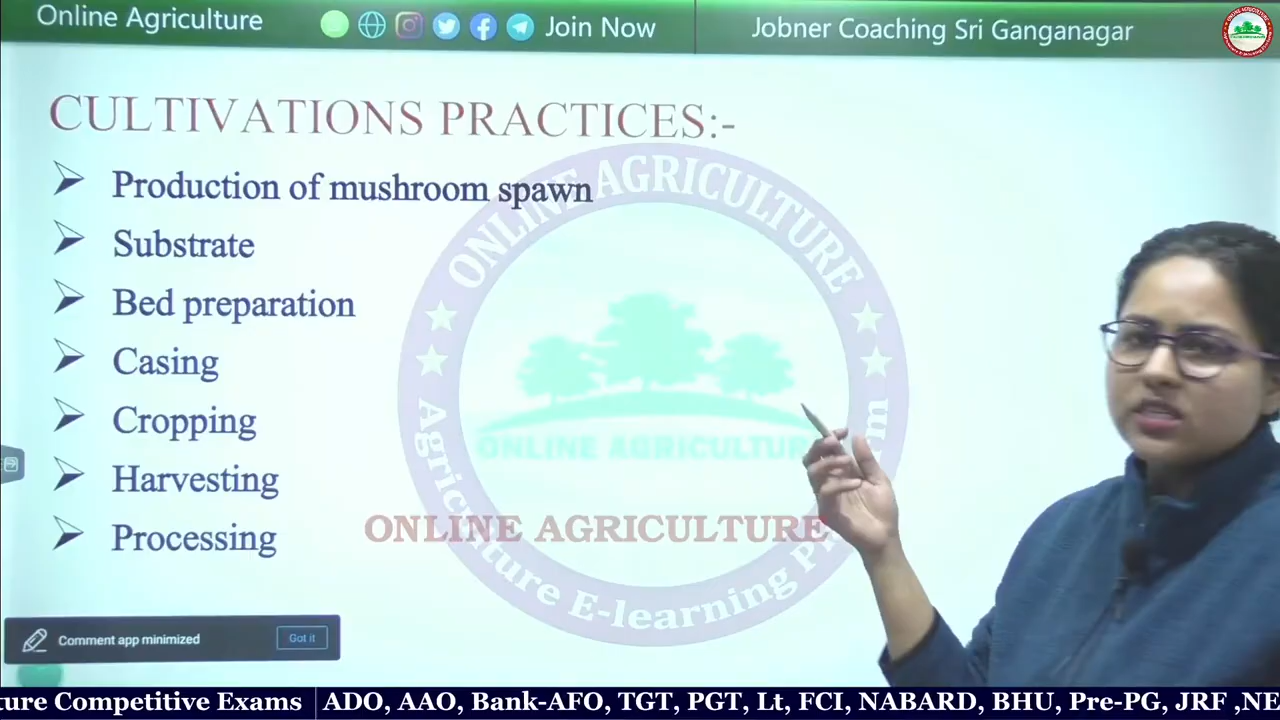 Online Agriculture
Join Now
Jobner Coaching Sri Ganganagar
CULTIVATIONS PRACTICES:-
Production of mushroom spawn
Substrate
Bed preparation
Casing
Cropping
Harvesting
Processing
ONLINE AGRICULTURE
ONLINE AGRICULTUR
ONLINE AGRICULTURE
Agriculture E-learning
Comment app minimized
Got it
ture Competitive Exams
ADO, AAO, Bank-AFO, TGT, PGT, Lt, FCI, NABARD, BHU, Pre-PG, JRF ,NE